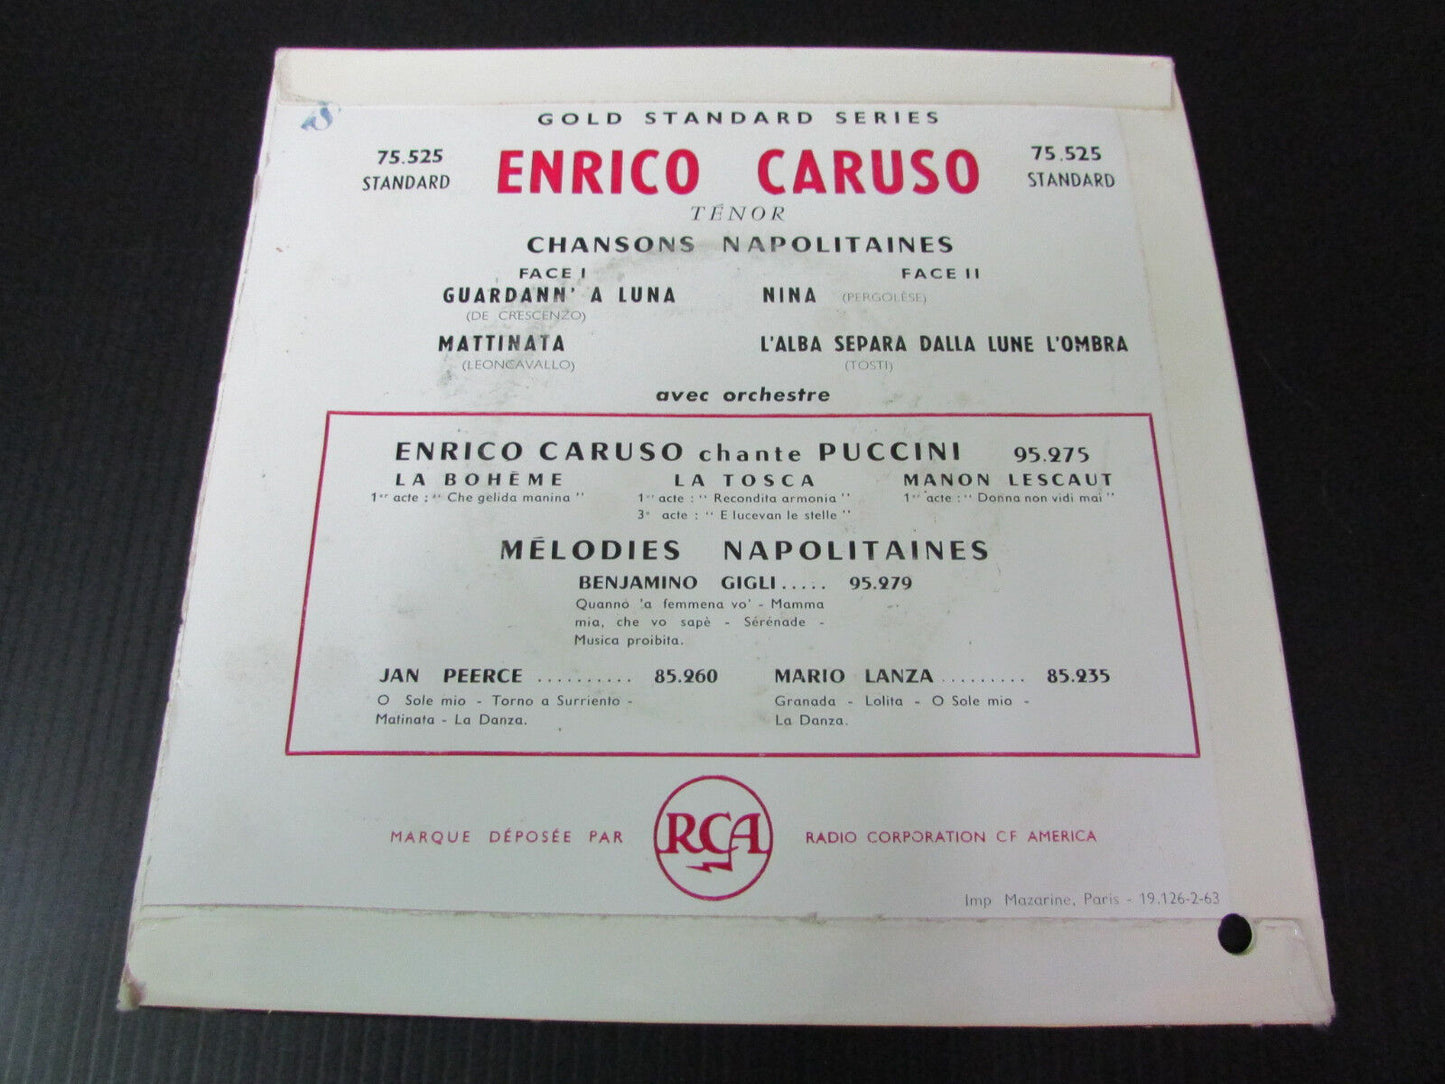 GOLD STANDARD SERIES
75.525 ENRICO CARUSO 75.525
STANDARD STANDARD
TÉNOR
CHANSONS NAPOLITAINES
FACE I FACE II
GUARDANN' A LUNA NINA (PERGOLÈSE)
(DE CRESCENZO)
MATTINATA L'ALBA SEPARA DALLA LUNE L'OMBRA
(LEONCAVALLO) (TOSTI)
avec orchestre
ENRICO CARUSO chante PUCCINI 95.275
LA BOHÈME LA TOSCA MANON LESCAUT
1er acte : " Che gelida manina " 1er acte : " Recondita armonia " 1er acte : " Donna non vidi mai "
3e acte : " E lucevan le stelle "
MÉLODIES NAPOLITAINES
BENJAMINO GIGLI ..... 95.279
Quanno 'a femmena vo' - Mamma
mia, che vo sapè - Sérénade -
Musica proibita.
JAN PEERCE .......... 85.260 MARIO LANZA ......... 85.235
O Sole mio - Torno a Surriento - Granada - Lolita - O Sole mio -
Matinata - La Danza. La Danza.
MARQUE DÉPOSÉE PAR RCA RADIO CORPORATION OF AMERICA
Imp Mazarine, Paris - 19.126-2-63